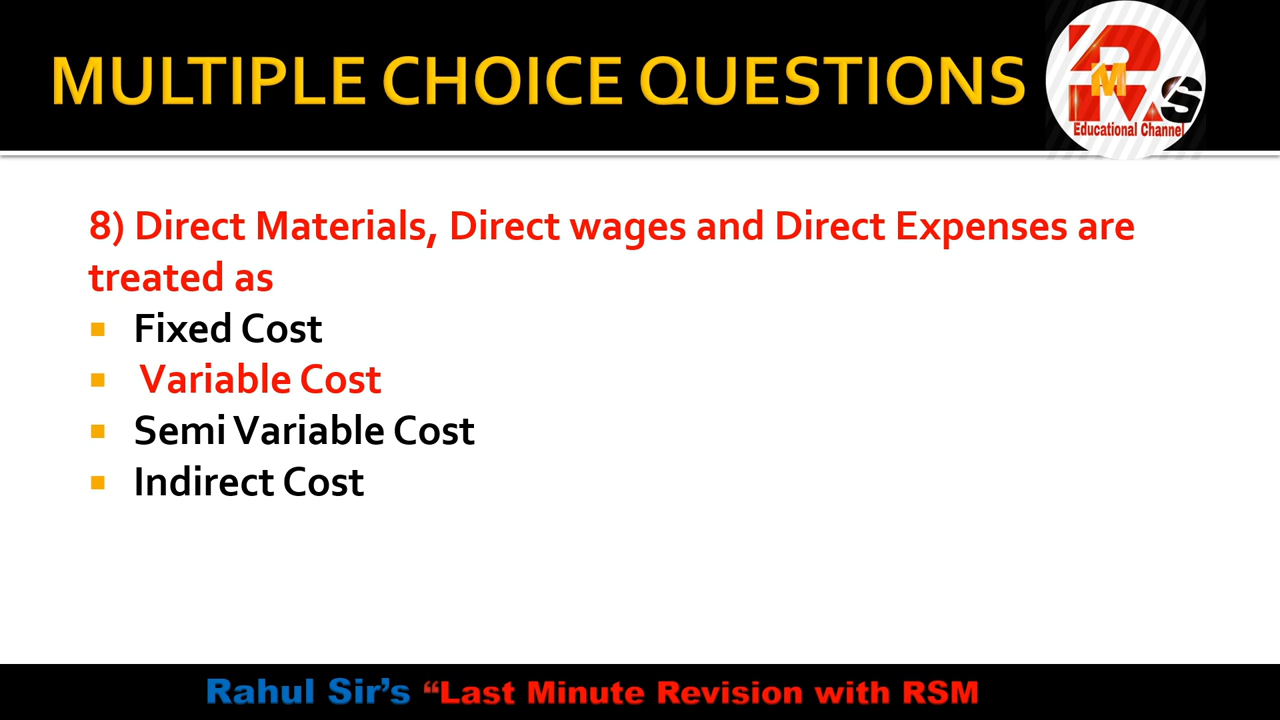 MULTIPLE CHOICE QUESTIONS
RMS
Educational Channel
8) Direct Materials, Direct wages and Direct Expenses are
treated as
Fixed Cost
Variable Cost
Semi Variable Cost
Indirect Cost
Rahul Sir's “Last Minute Revision with RSM